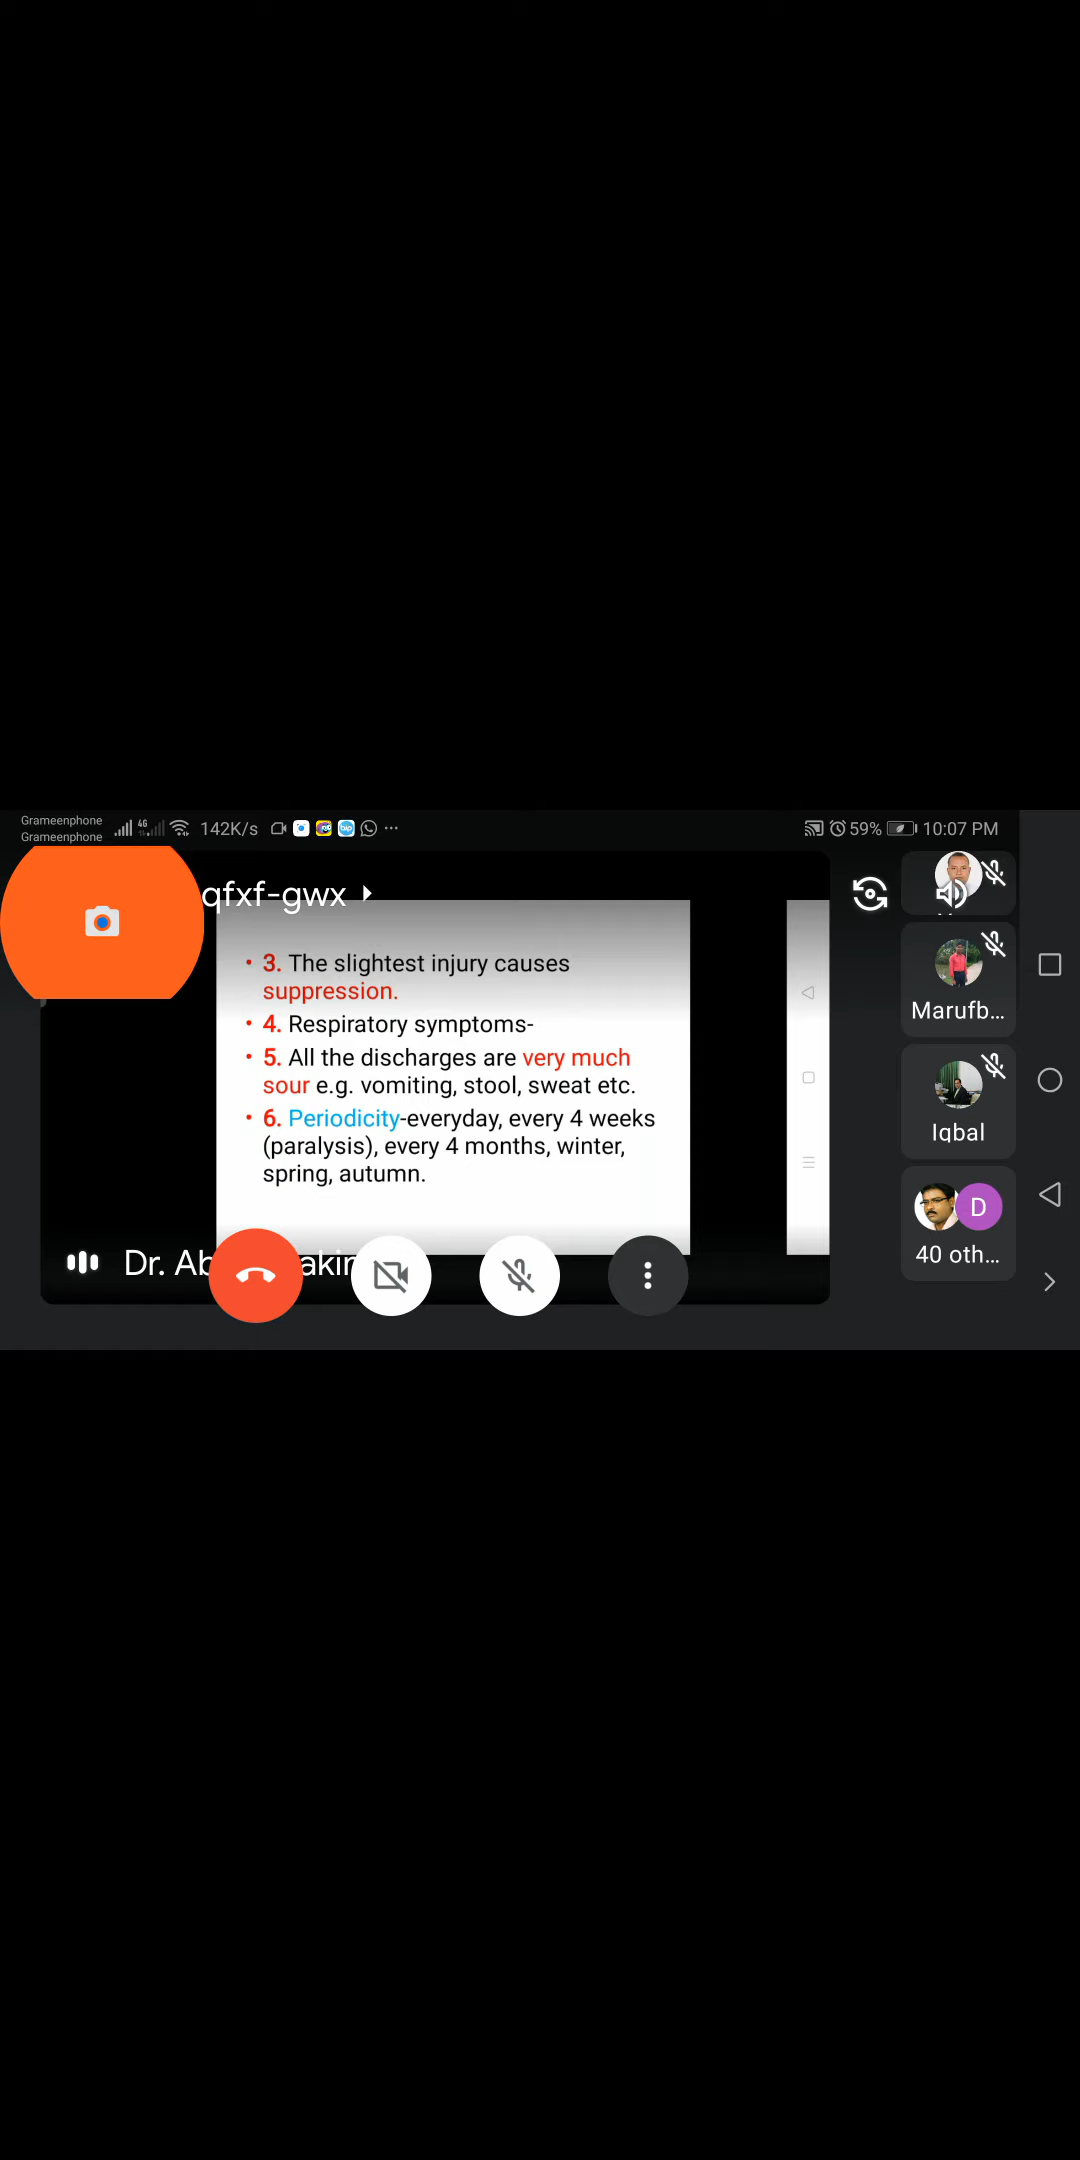 Grameenphone
Grameenphone
4G
142K/s
59%
10:07 PM
qfxf-gwx
• 3. The slightest injury causes
suppression.
• 4. Respiratory symptoms-
• 5. All the discharges are very much
sour e.g. vomiting, stool, sweat etc.
• 6. Periodicity-everyday, every 4 weeks
(paralysis), every 4 months, winter,
spring, autumn.
Dr.
Marufb...
Iqbal
D
40 oth...